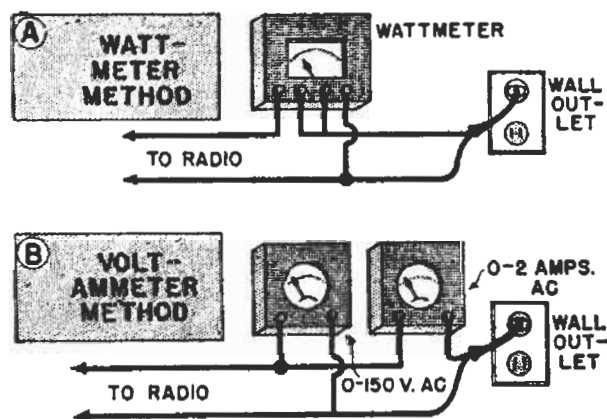 A
WATT-
METER
METHOD
WATTMETER
WALL
OUT-
LET
TO RADIO
B
VOLT-
AMMETER
METHOD
0-2 AMPS.
AC
WALL
OUT-
LET
0-150 V. AC
TO RADIO